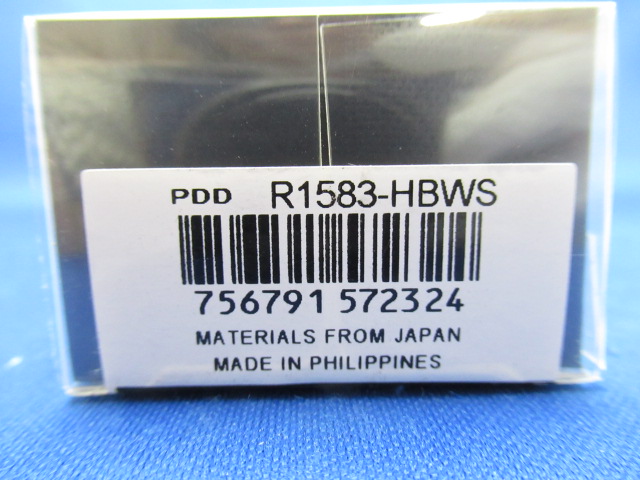 PDD R1583-HBWS
756791 572324
MATERIALS FROM JAPAN
MADE IN PHILIPPINES